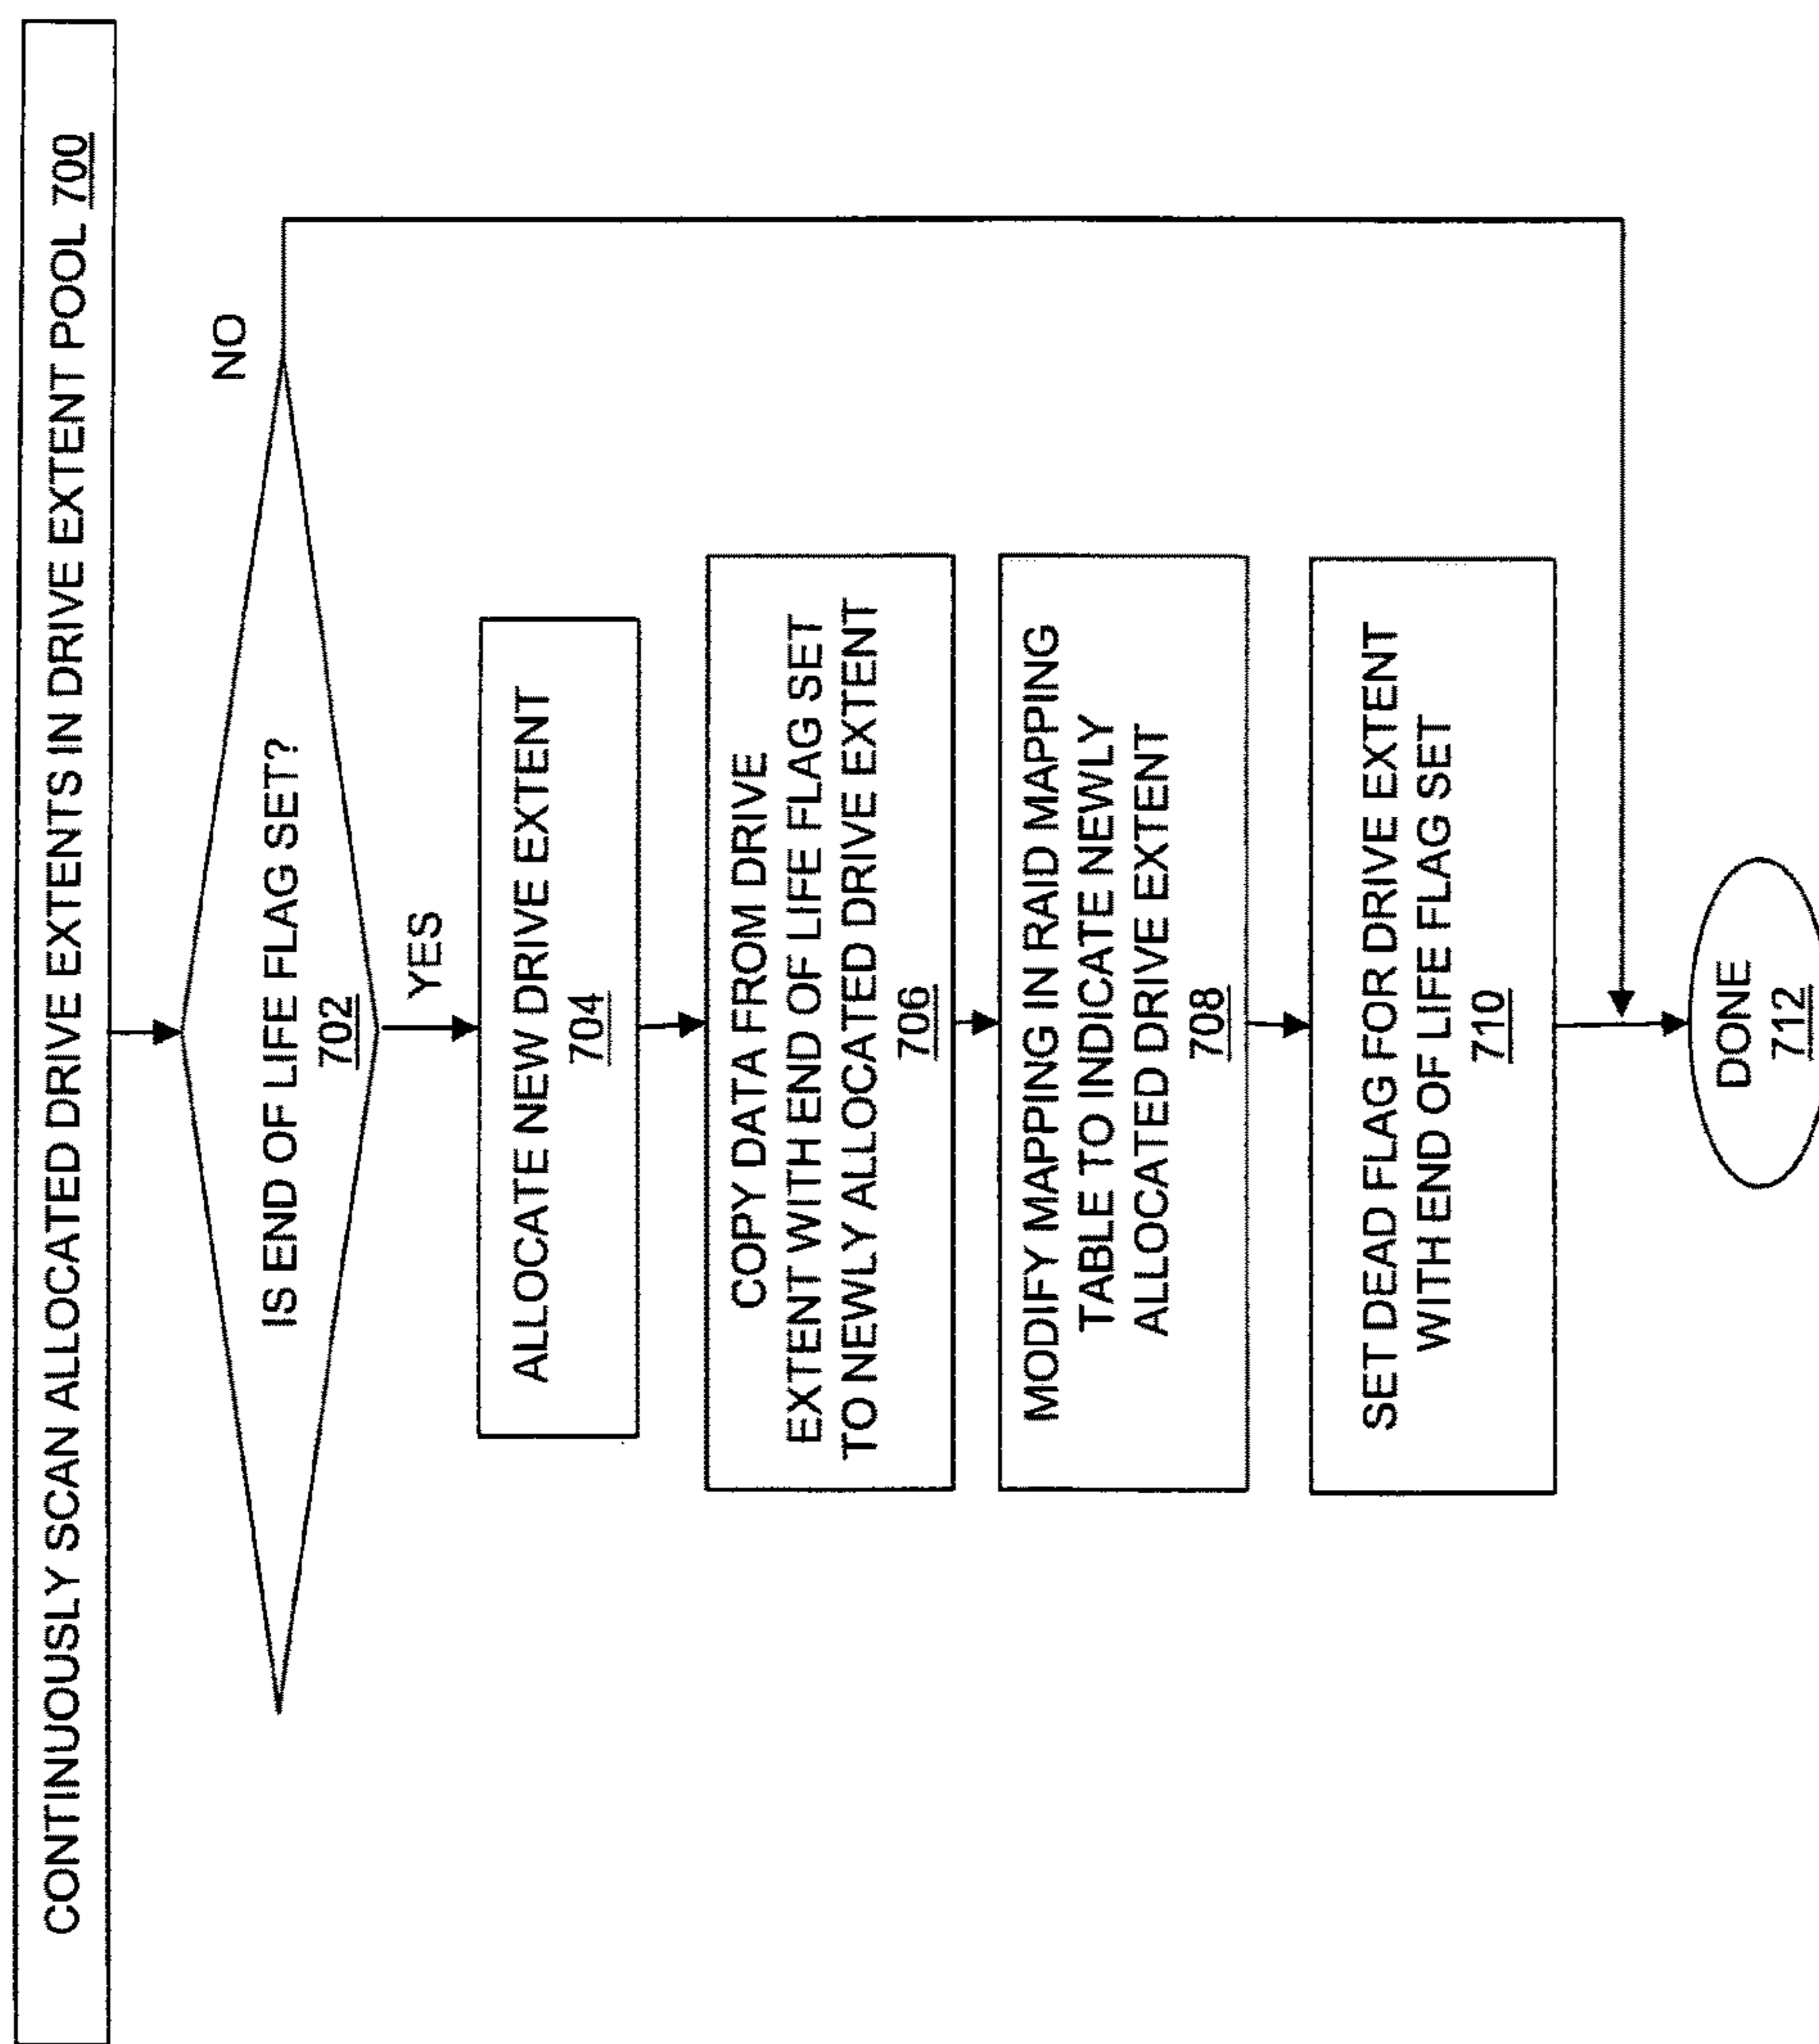 CONTINUOUSLY SCAN ALLOCATED DRIVE EXTENTS IN DRIVE EXTENT POOL 700
IS END OF LIFE FLAG SET?
702
NO
YES
ALLOCATE NEW DRIVE EXTENT
704
COPY DATA FROM DRIVE
EXTENT WITH END OF LIFE FLAG SET
TO NEWLY ALLOCATED DRIVE EXTENT
706
MODIFY MAPPING IN RAID MAPPING
TABLE TO INDICATE NEWLY
ALLOCATED DRIVE EXTENT
708
SET DEAD FLAG FOR DRIVE EXTENT
WITH END OF LIFE FLAG SET
710
DONE
712